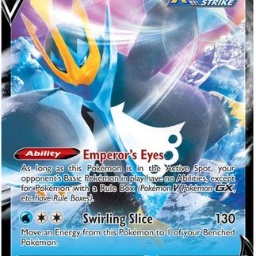 STRIKE
Ability Emperor's Eyes
As long as this Pokémon is in the Active Spot, your
opponent's Basic Pokémon in play have no Abilities, except
for Pokémon with a Rule Box (Pokémon V, Pokémon GX,
etc. have Rule Boxes).
Swirling Slice 130
Move an Energy from this Pokémon to 1 of your Benched
Pokémon.